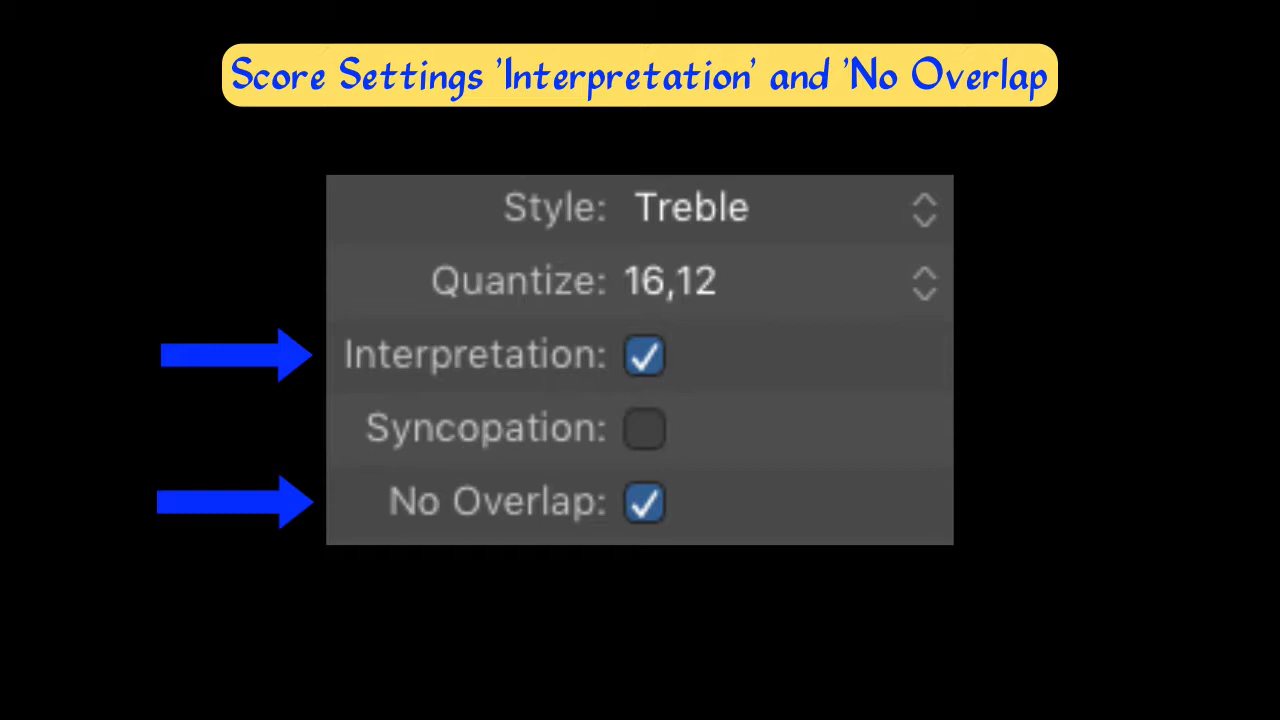 Score Settings 'Interpretation' and 'No Overlap
Style: Treble
Quantize: 16,12
Interpretation:
Syncopation:
No Overlap: